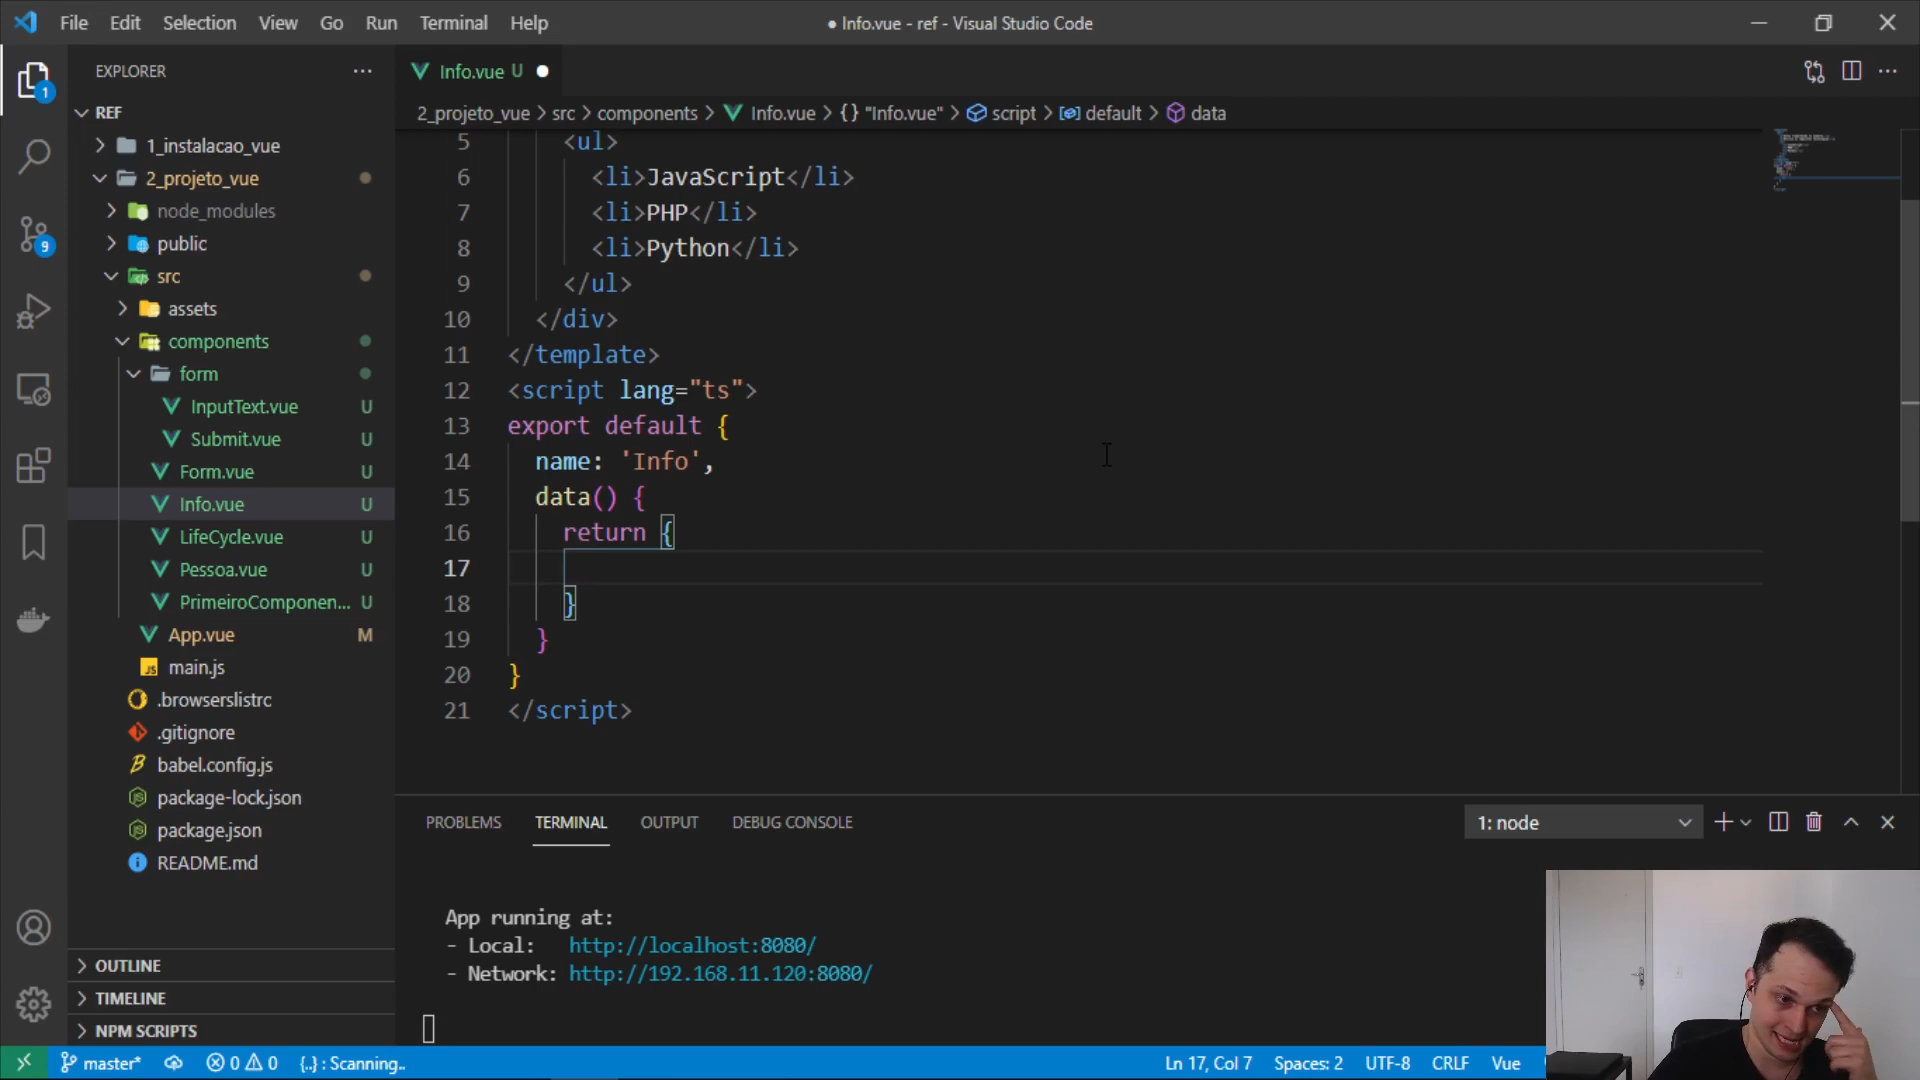 File Edit Selection View Go Run Terminal Help
● Info.vue - ref - Visual Studio Code
EXPLORER
1
9
REF
1_instalacao_vue
2_projeto_vue
node_modules
public
src
assets
components
form
InputText.vue U
Submit.vue U
Form.vue U
Info.vue U
LifeCycle.vue U
Pessoa.vue U
PrimeiroComponen... U
App.vue M
main.js
.browserslistrc
.gitignore
babel.config.js
package-lock.json
package.json
README.md
OUTLINE
TIMELINE
NPM SCRIPTS
Info.vue U ●
2_projeto_vue > src > components > Info.vue > {} "Info.vue" > script > default > data
5 <ul>
6 <li>JavaScript</li>
7 <li>PHP</li>
8 <li>Python</li>
9 </ul>
10 </div>
11 </template>
12 <script lang="ts">
13 export default {
14 name: 'Info',
15 data() {
16 return {
17
18 }
19 }
20 }
21 </script>
PROBLEMS TERMINAL OUTPUT DEBUG CONSOLE
1: node
App running at:
- Local: http://localhost:8080/
- Network: http://192.168.11.120:8080/
master* 0 0 {..} : Scanning..
Ln 17, Col 7 Spaces: 2 UTF-8 CRLF Vue